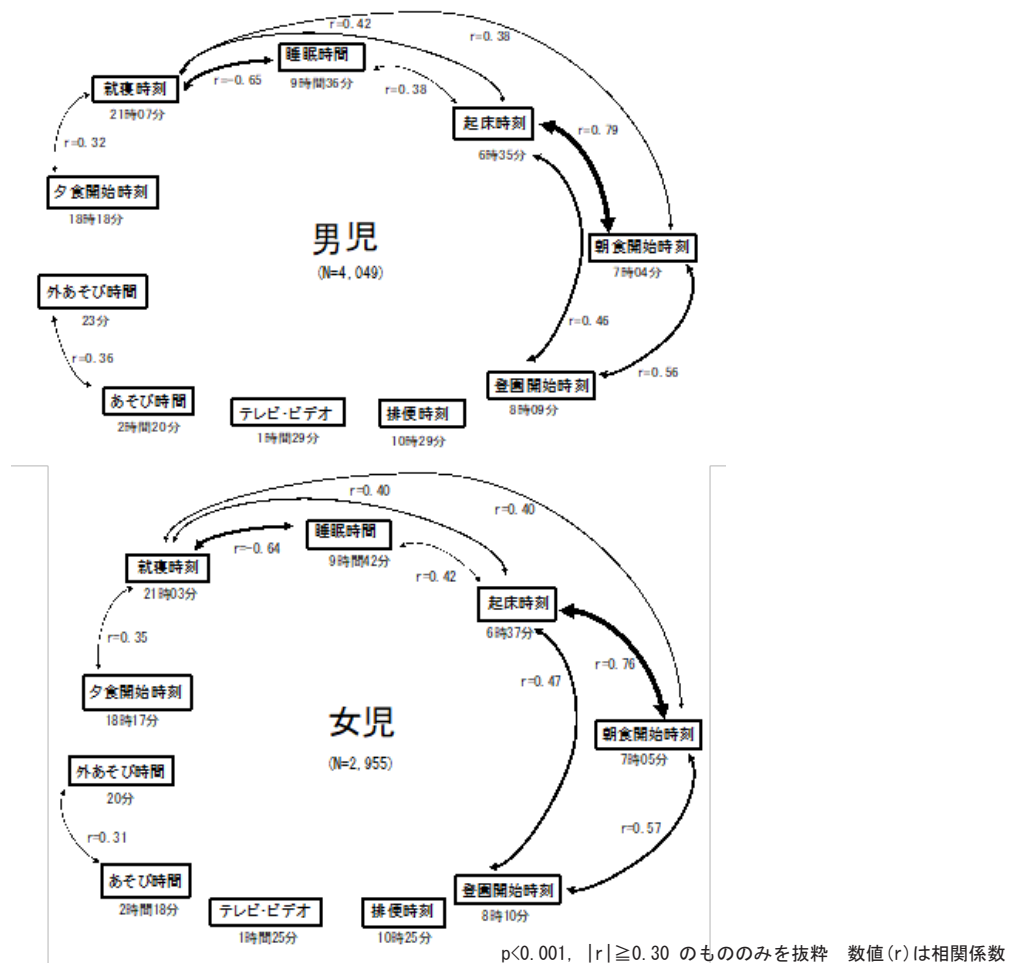 r=0.42
r=0.38
睡眠時間
9時間36分
就寝時刻
21時07分
r=-0.65
r=0.38
起床時刻
6時35分
r=0.79
r=0.32
夕食開始時刻
18時18分
男児
(N=4,049)
朝食開始時刻
7時04分
外あそび時間
23分
r=0.46
r=0.36
r=0.56
登園開始時刻
8時09分
あそび時間
2時間20分
テレビ・ビデオ
1時間29分
排便時刻
10時29分
r=0.40
r=0.40
睡眠時間
9時間42分
r=-0.64
就寝時刻
21時03分
r=0.42
起床時刻
6時37分
r=0.35
r=0.76
r=0.47
夕食開始時刻
18時17分
女児
(N=2,955)
朝食開始時刻
7時05分
外あそび時間
20分
r=0.31
r=0.57
あそび時間
2時間18分
登園開始時刻
8時10分
テレビ・ビデオ
1時間25分
排便時刻
10時25分
p<0.001, |r|≧0.30 のもののみを抜粋 数値(r)は相関係数